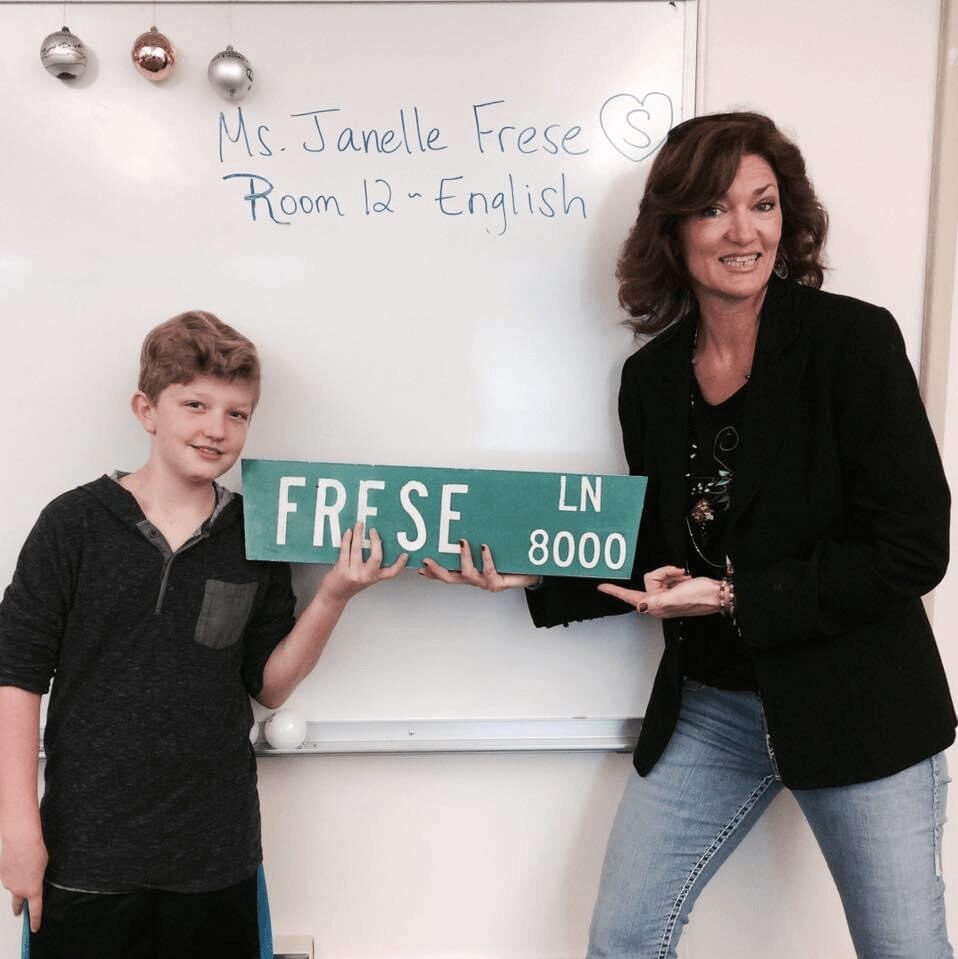 Ms. Janelle Frese S
Room 12 ~ English
FRESE LN
8000